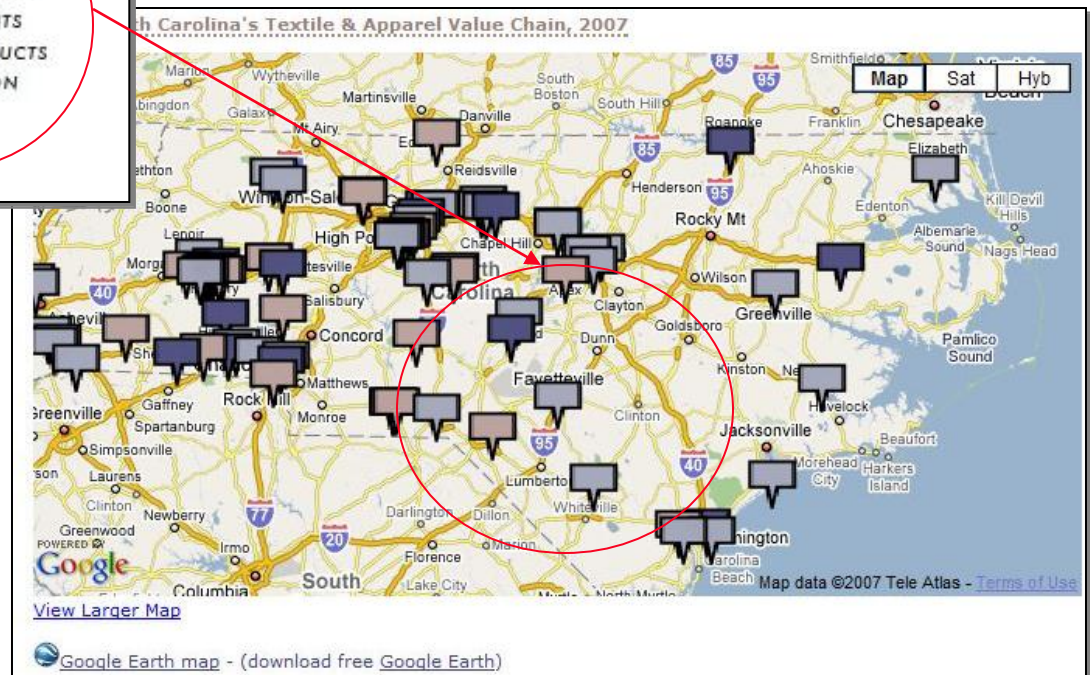 TS
UCTS
N
th Carolina's Textile & Apparel Value Chain, 2007
Map Sat Hyb
Smithfield
Marion
Wytheville
South
Boston
South Hill
Martinsville
Danville
Abingdon
Galax
Roanoke
Franklin
Chesapeake
Beach
Mt Airy
Elizabeth
Reidsville
Ahoskie
Boone
Henderson
Edenton
Kill Devil
Hills
Rocky Mt
Lenoir
High Po
Chapel Hill
Albemarle
Sound
Nags Head
Morg
tesville
th
Carolina
Wilson
Apex
Salisbury
Clayton
Greenville
Goldsboro
Concord
Dunn
Pamlico
Sound
Kinston
Ne
Fayetteville
Matthews
Rock Hill
Havelock
Gaffney
Monroe
Clinton
Greenville
Spartanburg
Jacksonville
Beaufort
Simpsonville
Morehead
City
Harkers
Island
Laurens
Lumberto
Clinton
Newberry
Darlington
Dillon
Whiteville
Greenwood
nington
POWERED BY
Google
Irmo
Florence
Marion
Carolina
Beach
Columbia
South
Lake City
Map data ©2007 Tele Atlas - Terms of Use
85
95
85
95
40
95
40
77
20
View Larger Map
Google Earth map - (download free Google Earth)